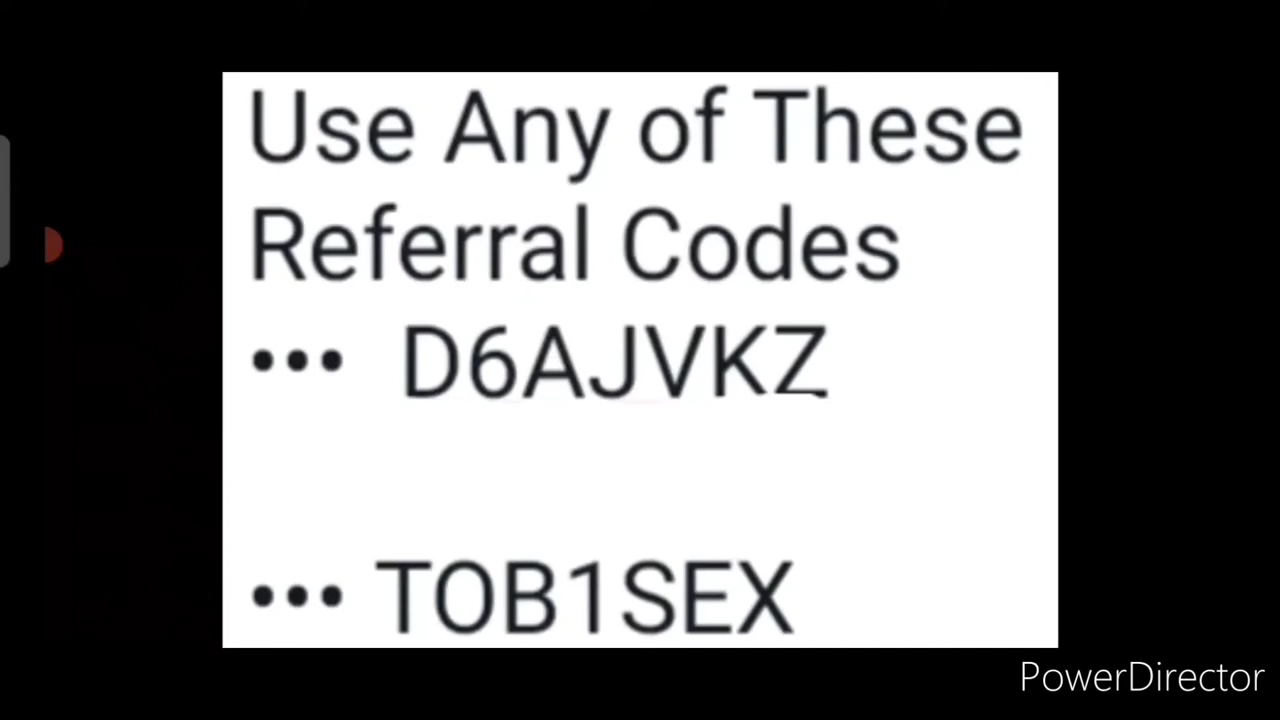 Use Any of These
Referral Codes
••• D6AJVKZ
••• TOB1SEX
PowerDirector